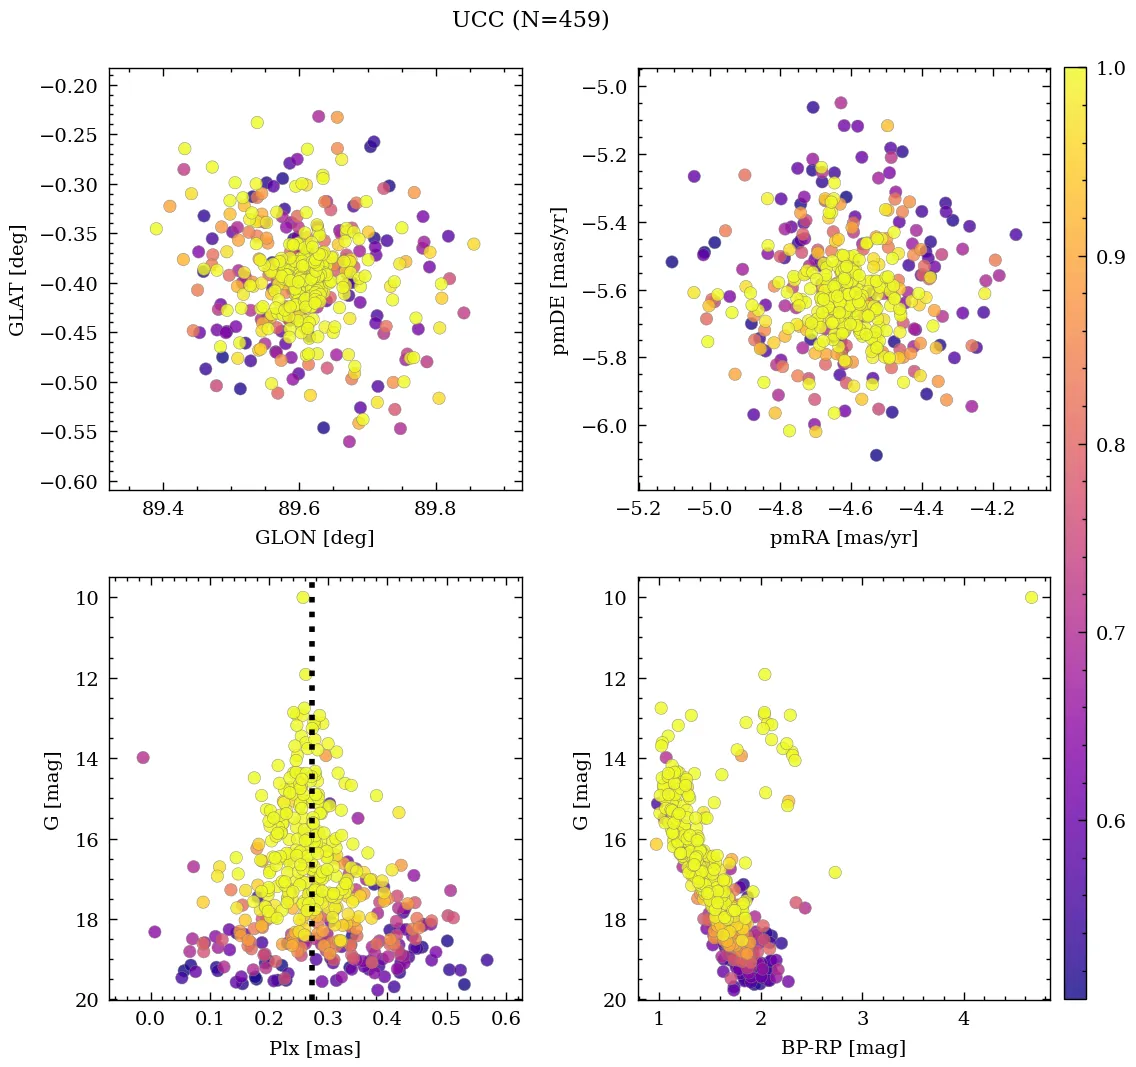 UCC (N=459)
−0.20
−0.25
−0.30
−0.35
−0.40
−0.45
−0.50
−0.55
−0.60
GLAT [deg]
89.4 89.6 89.8
GLON [deg]
−5.0
−5.2
−5.4
−5.6
−5.8
−6.0
pmDE [mas/yr]
−5.2 −5.0 −4.8 −4.6 −4.4 −4.2
pmRA [mas/yr]
1.0
0.9
0.8
0.7
0.6
10
12
14
16
18
20
G [mag]
0.0 0.1 0.2 0.3 0.4 0.5 0.6
Plx [mas]
10
12
14
16
18
20
G [mag]
1 2 3 4
BP-RP [mag]